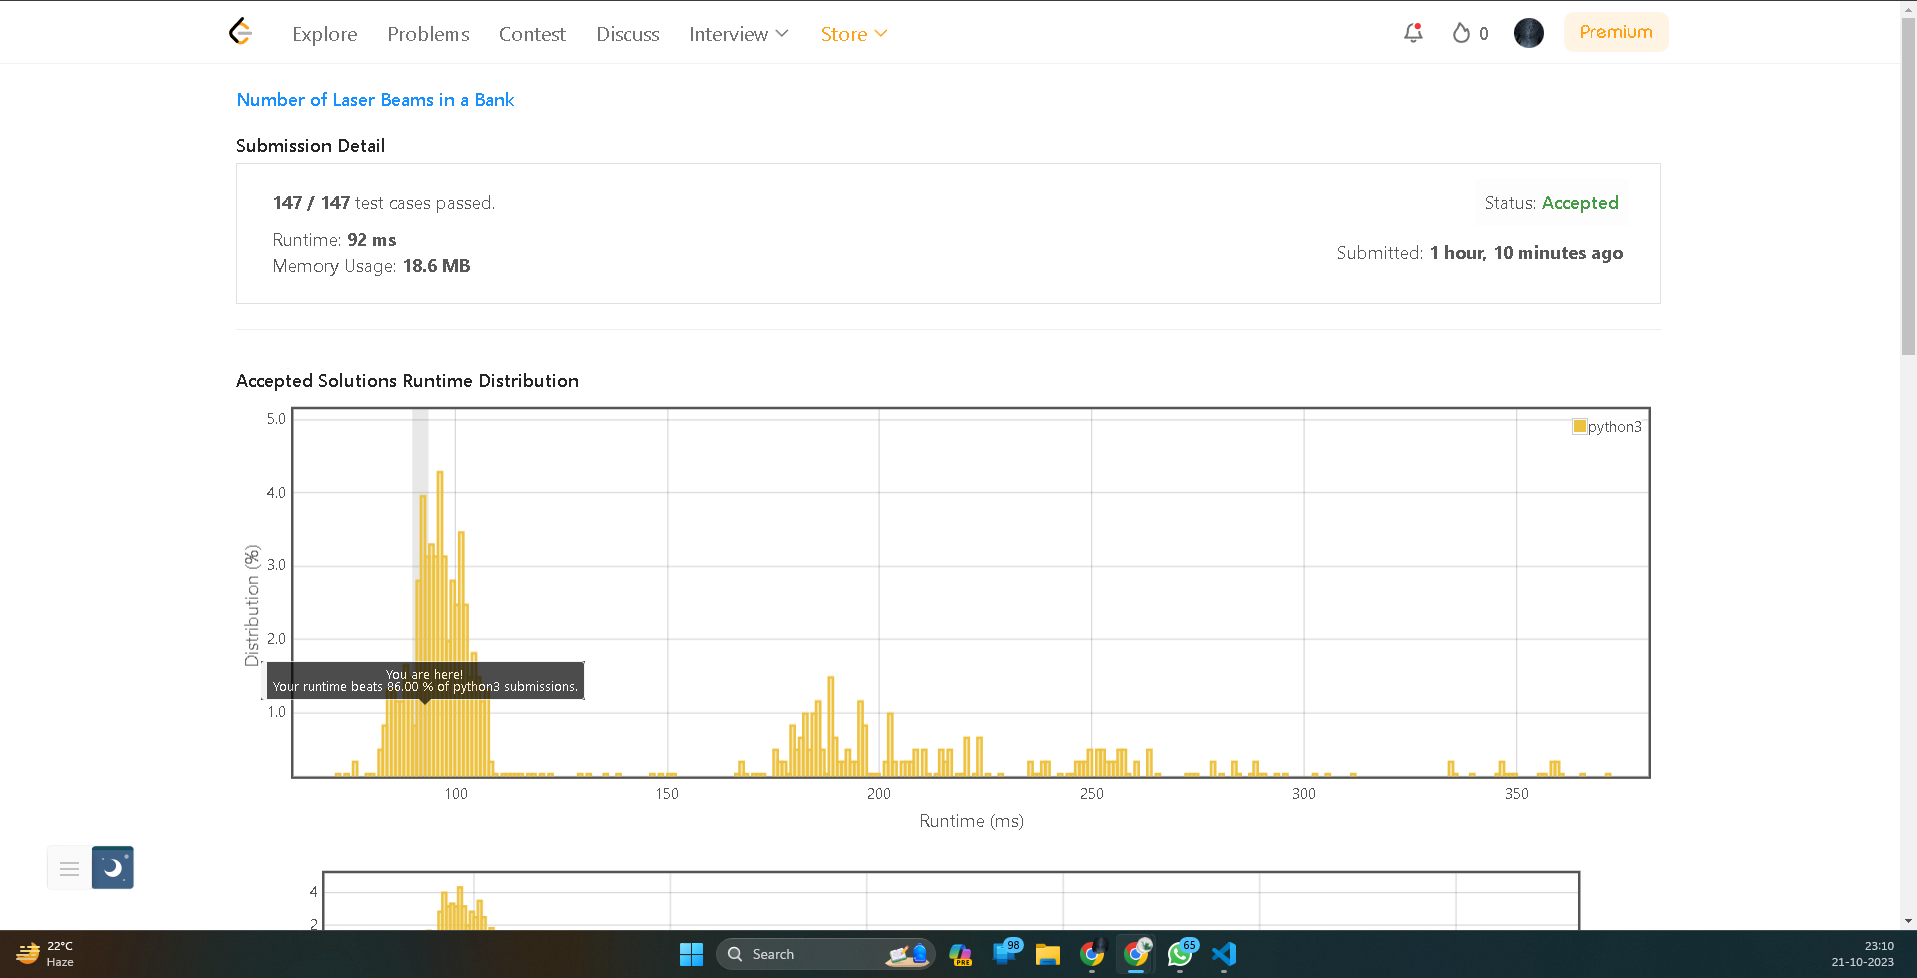 Explore Problems Contest Discuss Interview Store 0 Premium
Number of Laser Beams in a Bank
Submission Detail
147 / 147 test cases passed.
Status: Accepted
Runtime: 92 ms
Submitted: 1 hour, 10 minutes ago
Memory Usage: 18.6 MB
Accepted Solutions Runtime Distribution
5.0
python3
4.0
3.0
2.0
1.0
Distribution (%)
You are here!
Your runtime beats 86.00 % of python3 submissions.
100 150 200 250 300 350
Runtime (ms)
4
2
22°C
Haze
Search
PRE
98
65
23:10
21-10-2023